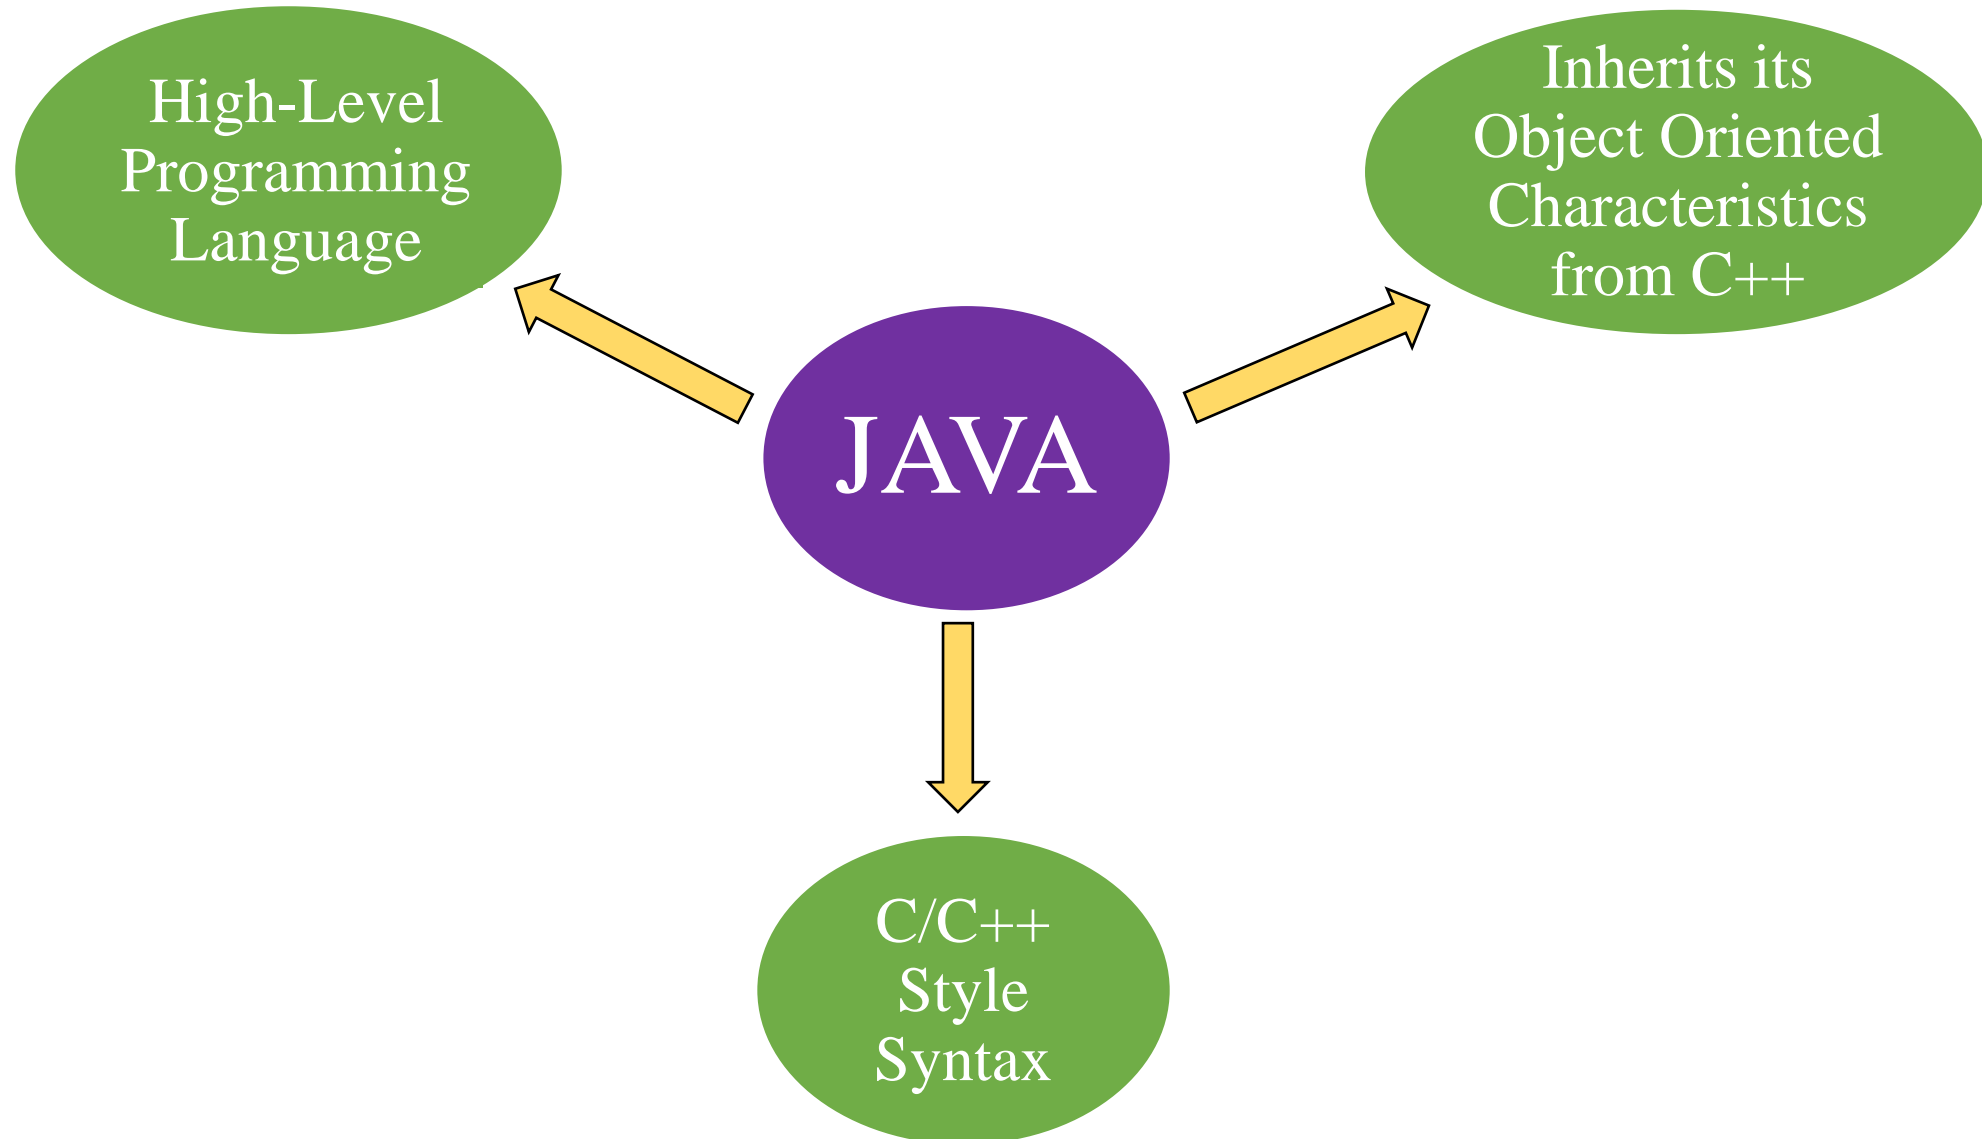 High-Level
Programming
Language
Inherits its
Object Oriented
Characteristics
from C++
JAVA
C/C++
Style
Syntax